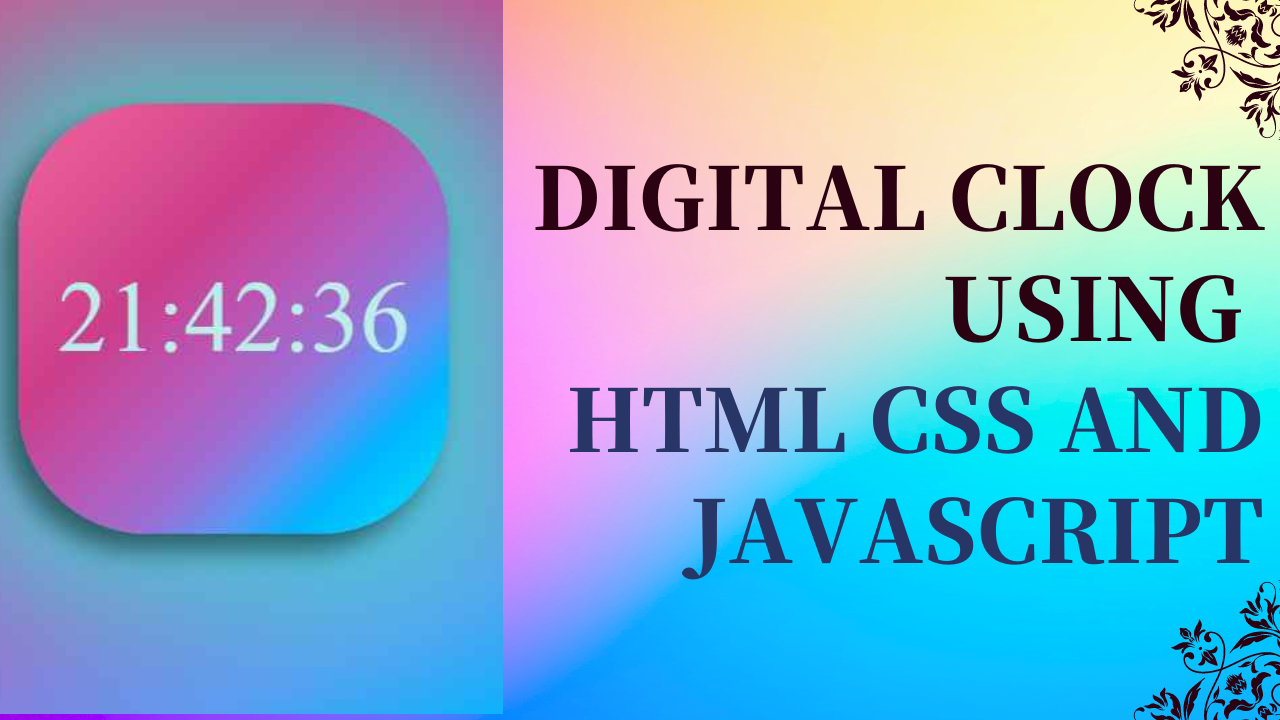 21:42:36
DIGITAL CLOCK
USING
HTML CSS AND
JAVASCRIPT